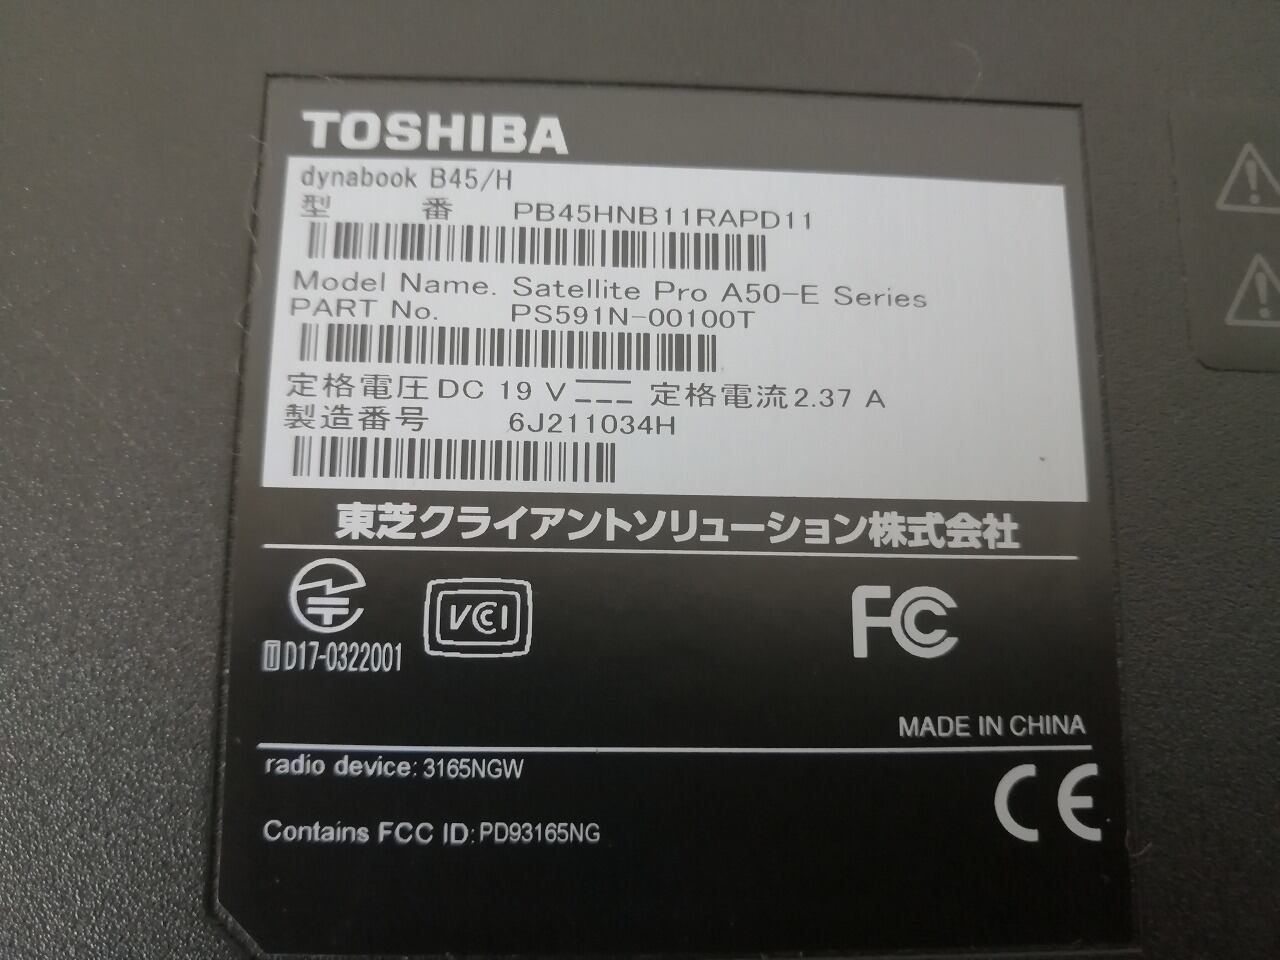 TOSHIBA
dynabook B45/H
型 番 PB45HNB11RAPD11
Model Name. Satellite Pro A50-E Series
PART No. PS591N-00100T
定格電圧DC 19 V 定格電流2.37 A
製造番号 6J211034H
東芝クライアントソリューション株式会社
T D17-0322001
VCCI
FC
MADE IN CHINA
radio device: 3165NGW
CE
Contains FCC ID: PD93165NG